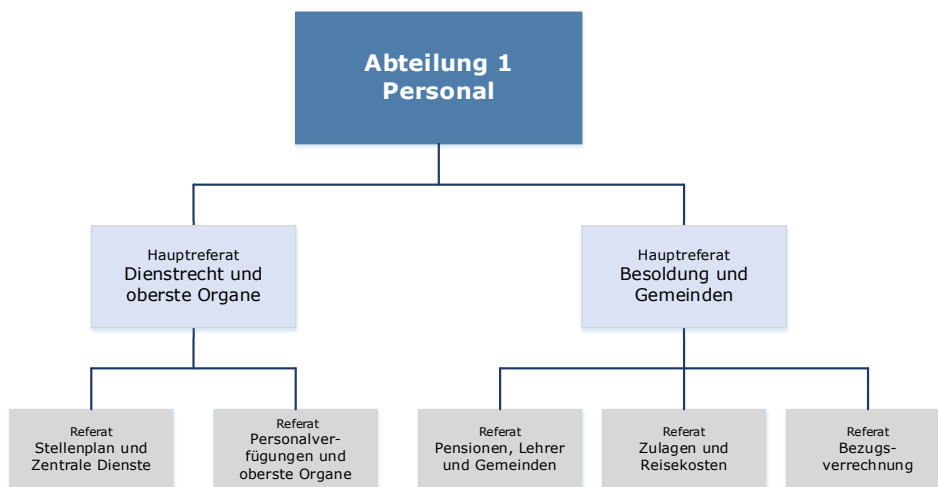 Abteilung 1
Personal
Hauptreferat
Dienstrecht und
oberste Organe
Hauptreferat
Besoldung und
Gemeinden
Referat
Stellenplan und
Zentrale Dienste
Referat
Personalver-
fügungen und
oberste Organe
Referat
Pensionen, Lehrer
und Gemeinden
Referat
Zulagen und
Reisekosten
Referat
Bezugs-
verrechnung